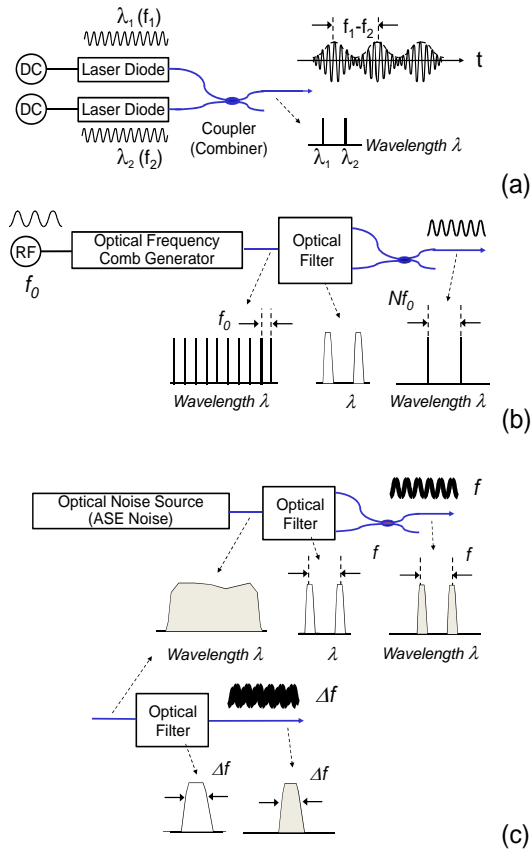 λ1 (f1)
f1-f2
DC
Laser Diode
t
DC
Laser Diode
λ2 (f2)
Coupler
(Combiner)
Wavelength λ
λ1 λ2
(a)
RF
f0
Optical Frequency
Comb Generator
Optical
Filter
f0
Nf0
Wavelength λ
λ
Wavelength λ
(b)
Optical Noise Source
(ASE Noise)
Optical
Filter
f
f
f
Wavelength λ
λ
Wavelength λ
Optical
Filter
Δf
Δf
Δf
(c)